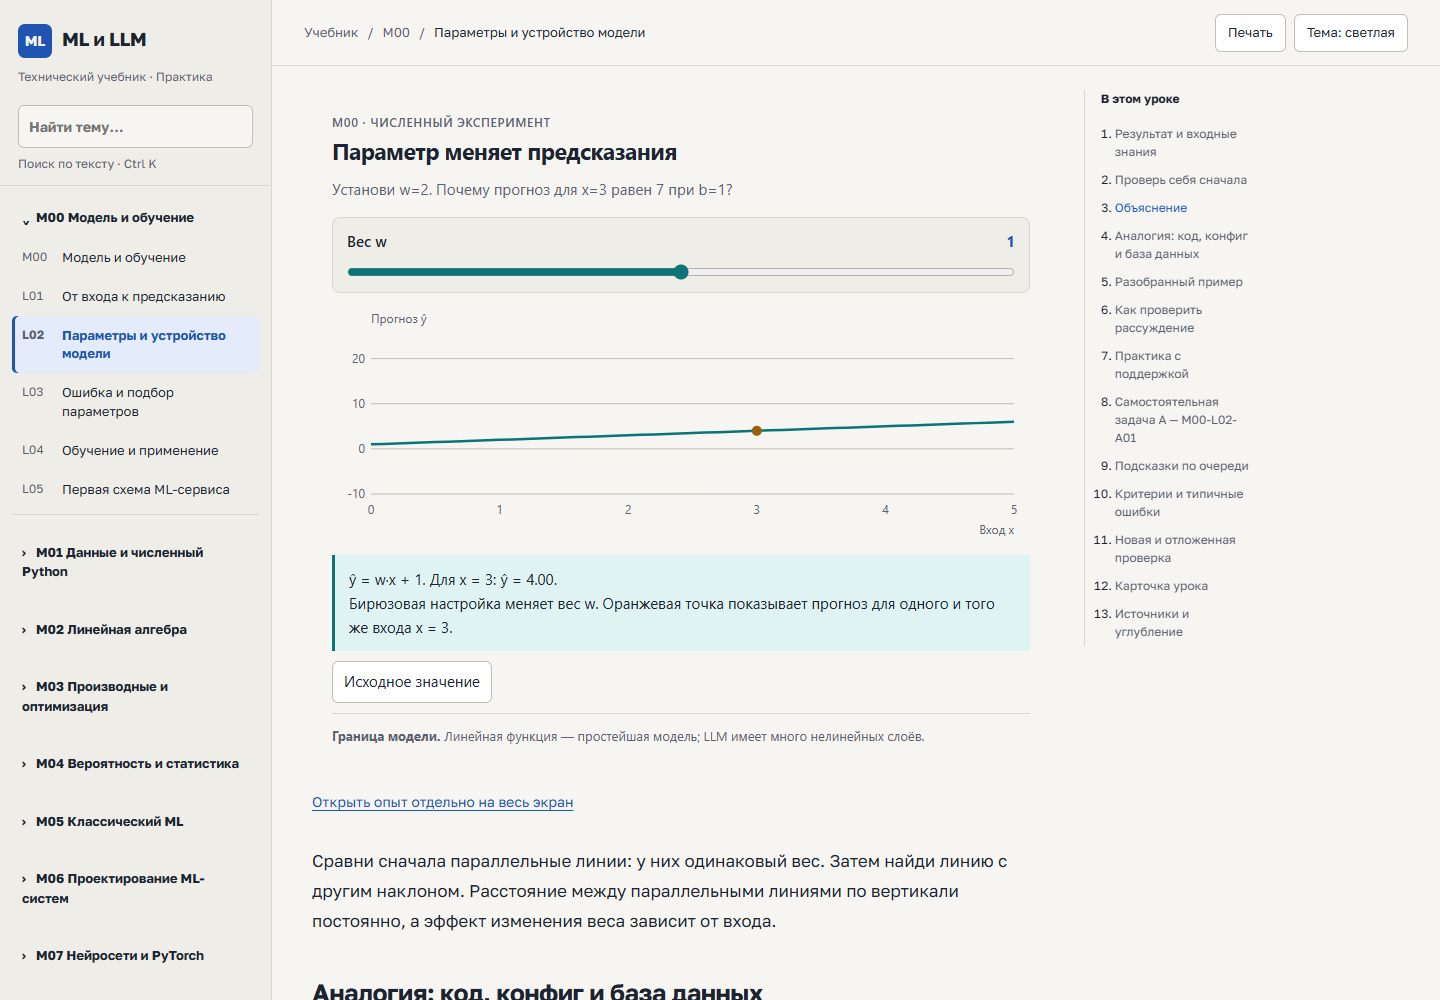 ML
ML и LLM
Технический учебник · Практика
Найти тему...
Поиск по тексту · Ctrl K
M00 Модель и обучение
M00 Модель и обучение
L01 От входа к предсказанию
L02 Параметры и устройство
модели
L03 Ошибка и подбор
параметров
L04 Обучение и применение
L05 Первая схема ML-сервиса
› M01 Данные и численный
Python
› M02 Линейная алгебра
› M03 Производные и
оптимизация
› M04 Вероятность и статистика
› M05 Классический ML
› M06 Проектирование ML-
систем
› M07 Нейросети и PyTorch
Учебник / M00 / Параметры и устройство модели
Печать
Тема: светлая
M00 · ЧИСЛЕННЫЙ ЭКСПЕРИМЕНТ
Параметр меняет предсказания
Установи w=2. Почему прогноз для x=3 равен 7 при b=1?
Вес w 1
Прогноз ŷ
20
10
0
-10
0 1 2 3 4 5
Вход x
ŷ = w·x + 1. Для x = 3: ŷ = 4.00.
Бирюзовая настройка меняет вес w. Оранжевая точка показывает прогноз для одного и того
же входа x = 3.
Исходное значение
Граница модели. Линейная функция — простейшая модель; LLM имеет много нелинейных слоёв.
Открыть опыт отдельно на весь экран
Сравни сначала параллельные линии: у них одинаковый вес. Затем найди линию с
другим наклоном. Расстояние между параллельными линиями по вертикали
постоянно, а эффект изменения веса зависит от входа.
Аналогия: код, конфиг и база данных
В этом уроке
1. Результат и входные
знания
2. Проверь себя сначала
3. Объяснение
4. Аналогия: код, конфиг
и база данных
5. Разобранный пример
6. Как проверить
рассуждение
7. Практика с
поддержкой
8. Самостоятельная
задача A — M00-L02-
A01
9. Подсказки по очереди
10. Критерии и типичные
ошибки
11. Новая и отложенная
проверка
12. Карточка урока
13. Источники и
углубление